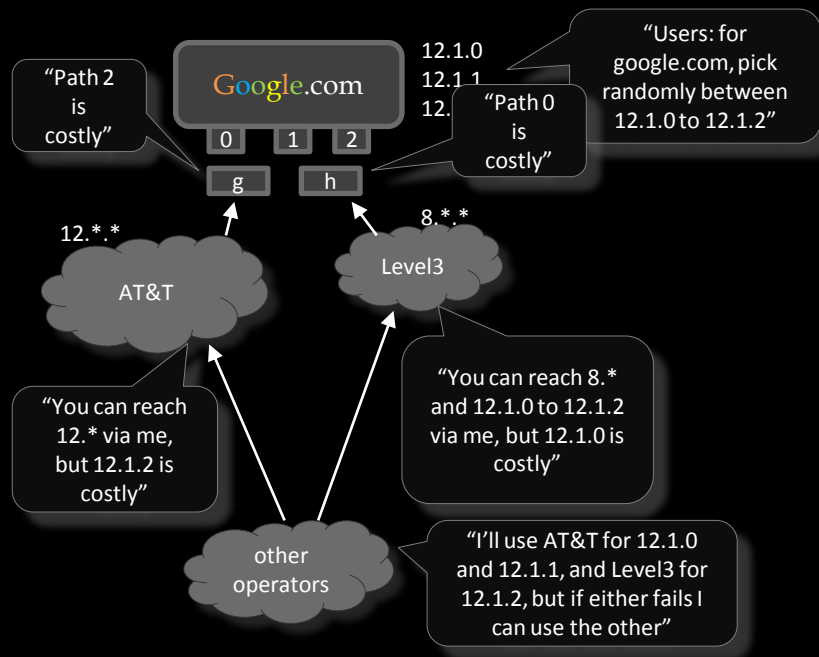 12.1.0
12.1.1
12.
“Users: for
google.com, pick
randomly between
12.1.0 to 12.1.2”
“Path 2
is
costly”
Google.com
“Path 0
is
costly”
0
1
2
g
h
12.*.*
8.*.*
AT&T
Level3
“You can reach
12.* via me,
but 12.1.2 is
costly”
“You can reach 8.*
and 12.1.0 to 12.1.2
via me, but 12.1.0 is
costly”
other
operators
“I’ll use AT&T for 12.1.0
and 12.1.1, and Level3 for
12.1.2, but if either fails I
can use the other”